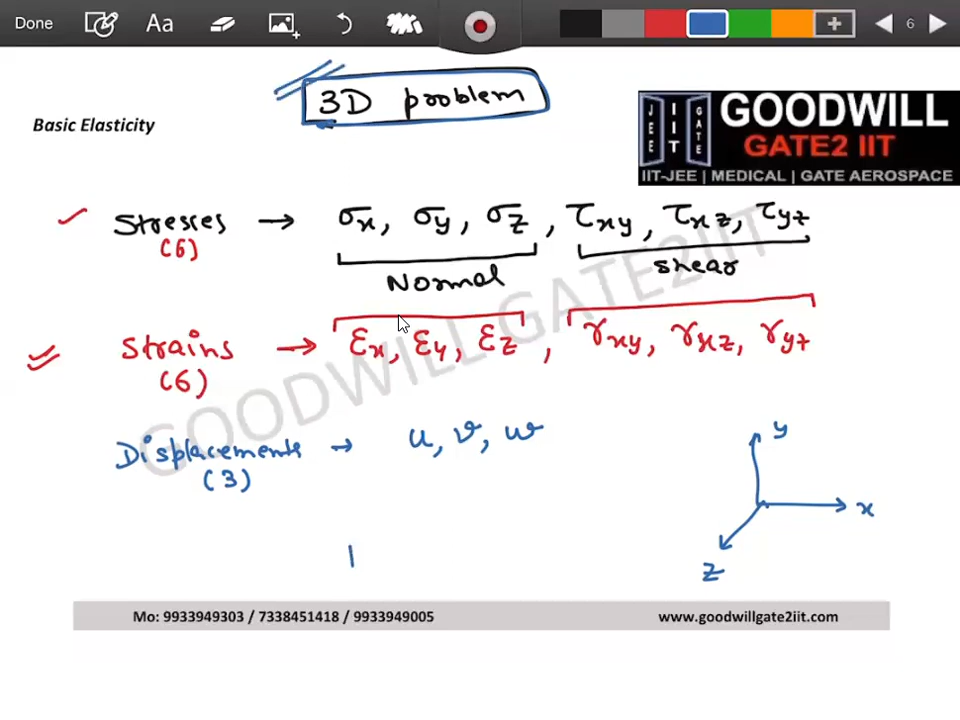 Done
Aa
6
3D problem
Basic Elasticity
JEE
IIT
GATE
GOODWILL
GATE2 IIT
IIT-JEE | MEDICAL | GATE AEROSPACE
Stresses → σx, σy, σz, τxy, τxz, τyz
(6)
Normal
shear
Strains → εx, εy, εz, γxy, γxz, γyz
(6)
Displacements → u, v, w
(3)
y
x
z
1
GOODWILL GATE2IIT
Mo: 9933949303 / 7338451418 / 9933949005
www.goodwillgate2iit.com